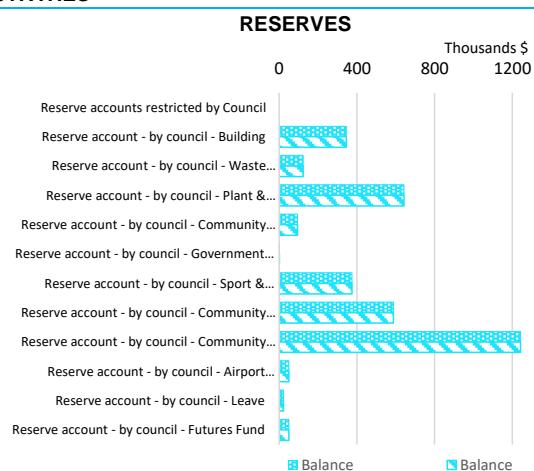 RESERVES
Thousands $
0 400 800 1200
Reserve accounts restricted by Council
Reserve account - by council - Building
Reserve account - by council - Waste...
Reserve account - by council - Plant &...
Reserve account - by council - Community...
Reserve account - by council - Government...
Reserve account - by council - Sport &...
Reserve account - by council - Community...
Reserve account - by council - Community...
Reserve account - by council - Airport...
Reserve account - by council - Leave
Reserve account - by council - Futures Fund
Balance Balance